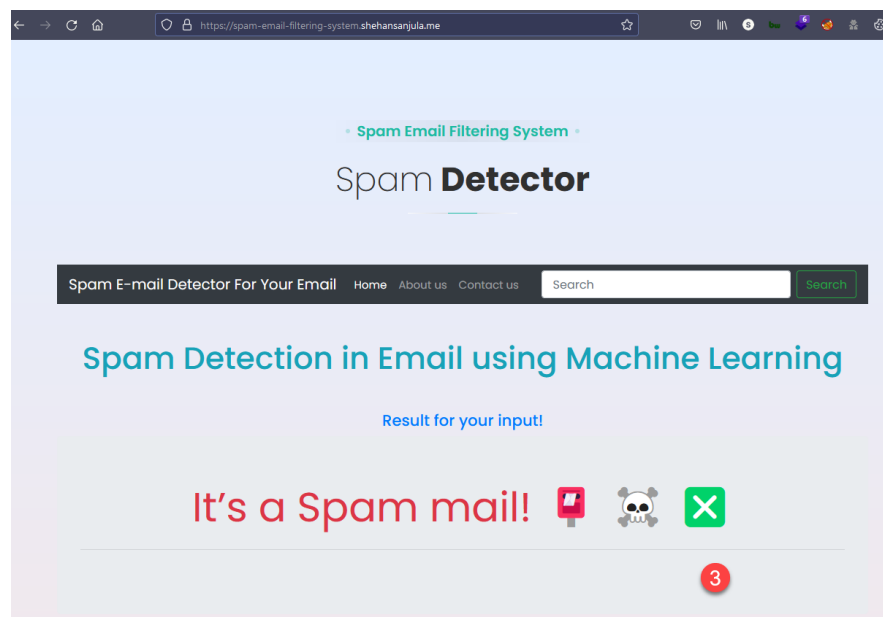 https://spam-email-filtering-system.shehansanjula.me
S
6
Spam Email Filtering System
Spam Detector
Spam E-mail Detector For Your Email Home About us Contact us Search Search
Spam Detection in Email using Machine Learning
Result for your input!
It’s a Spam mail!
3